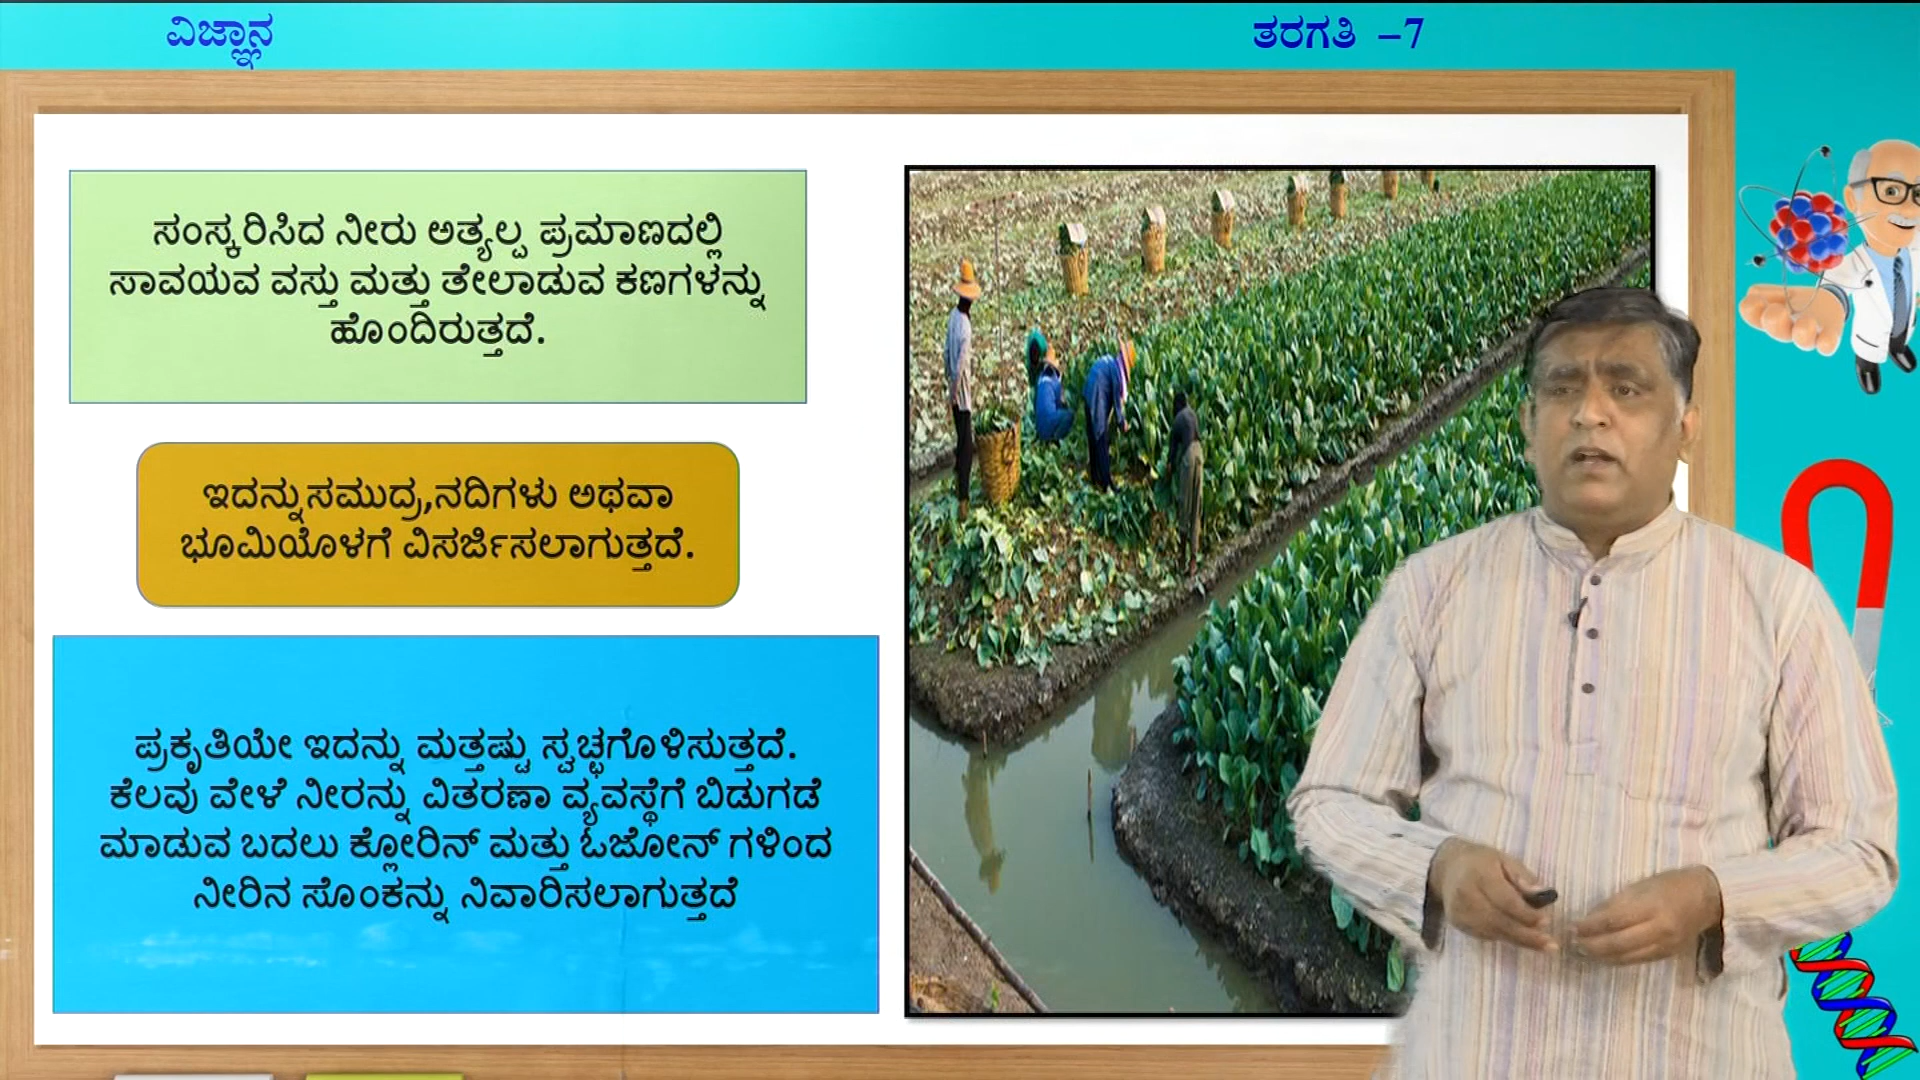 ವಿಜ್ಞಾನ
ತರಗತಿ –7
ಸಂಸ್ಕರಿಸಿದ ನೀರು ಅತ್ಯಲ್ಪ ಪ್ರಮಾಣದಲ್ಲಿ
ಸಾವಯವ ವಸ್ತು ಮತ್ತು ತೇಲಾಡುವ ಕಣಗಳನ್ನು
ಹೊಂದಿರುತ್ತದೆ.
ಇದನ್ನುಸಮುದ್ರ,ನದಿಗಳು ಅಥವಾ
ಭೂಮಿಯೊಳಗೆ ವಿಸರ್ಜಿಸಲಾಗುತ್ತದೆ.
ಪ್ರಕೃತಿಯೇ ಇದನ್ನು ಮತ್ತಷ್ಟು ಸ್ವಚ್ಛಗೊಳಿಸುತ್ತದೆ.
ಕೆಲವು ವೇಳೆ ನೀರನ್ನು ವಿತರಣಾ ವ್ಯವಸ್ಥೆಗೆ ಬಿಡುಗಡೆ
ಮಾಡುವ ಬದಲು ಕ್ಲೋರಿನ್ ಮತ್ತು ಓಜೋನ್ ಗಳಿಂದ
ನೀರಿನ ಸೊಂಕನ್ನು ನಿವಾರಿಸಲಾಗುತ್ತದೆ